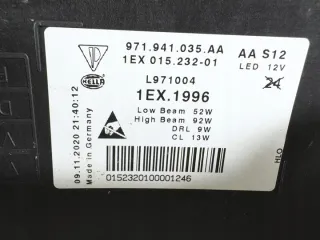 971.941.035.AA AA S12
1EX 015.232-01 LED 12V
HELLA
L971004 24
1EX.1996
Low Beam 52W
High Beam 92W
DRL 9W
CL 13W
HLO
0152320100001246
09.11.2020 21:40:12
Made in Germany